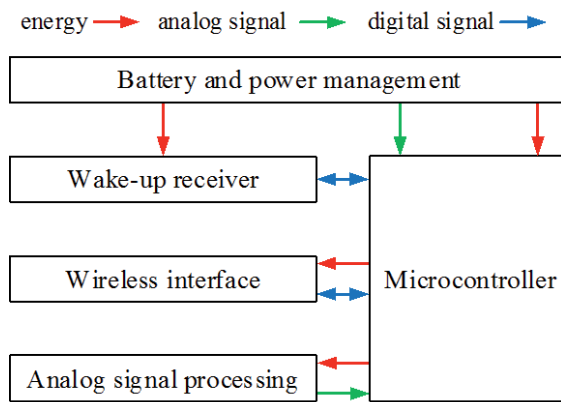 energy analog signal digital signal
Battery and power management
Wake-up receiver
Wireless interface
Microcontroller
Analog signal processing